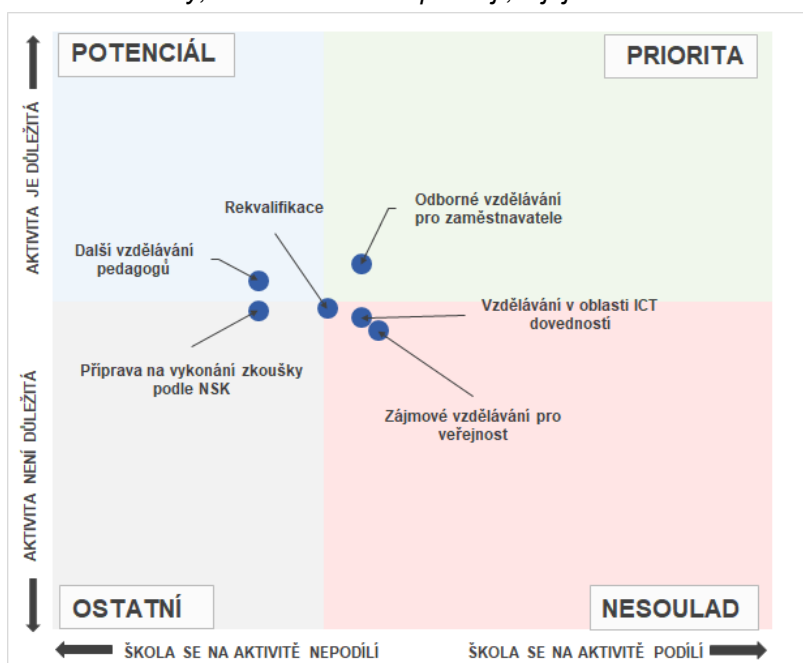 POTENCIÁL
PRIORITA
AKTIVITA JE DŮLEŽITÁ
Odborné vzdělávání
pro zaměstnavatele
Rekvalifikace
Další vzdělávání
pedagogů
Vzdělávání v oblasti ICT
dovedností
Příprava na vykonání zkoušky
podle NSK
Zájmové vzdělávání pro
veřejnost
AKTIVITA NENÍ DŮLEŽITÁ
OSTATNÍ
NESOULAD
ŠKOLA SE NA AKTIVITĚ NEPODÍLÍ
ŠKOLA SE NA AKTIVITĚ PODÍLÍ